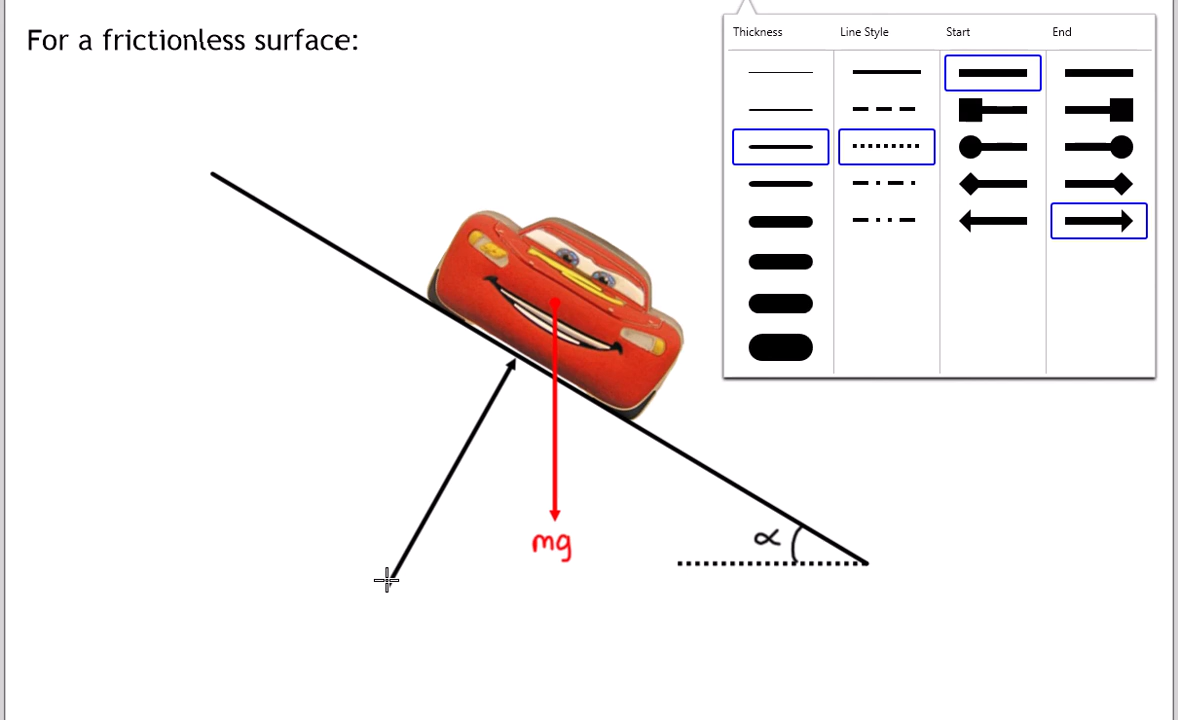 For a frictionless surface:
Thickness
Line Style
Start
End
mg
α